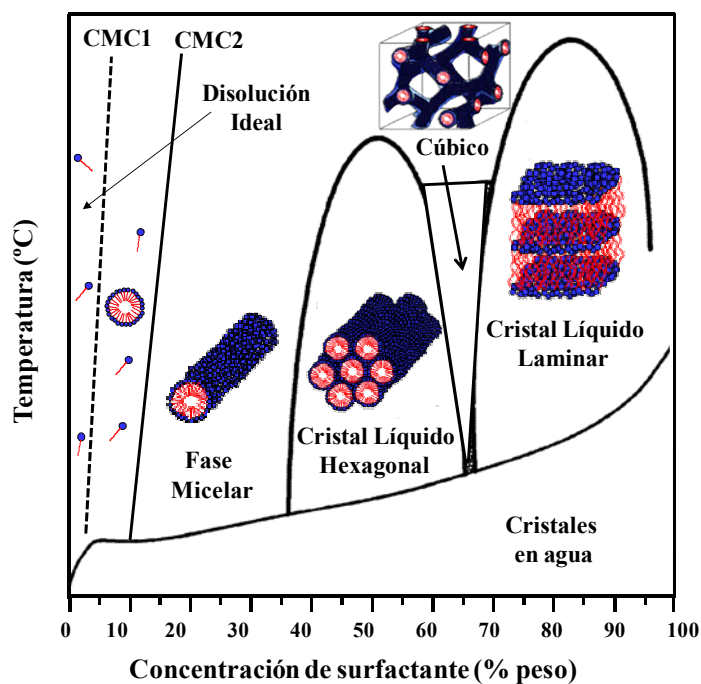 CMC1
CMC2
Disolución
Ideal
Cúbico
Cristal Líquido
Laminar
Cristal Líquido
Hexagonal
Fase
Micelar
Cristales
en agua
Temperatura (ºC)
0 10 20 30 40 50 60 70 80 90 100
Concentración de surfactante (% peso)